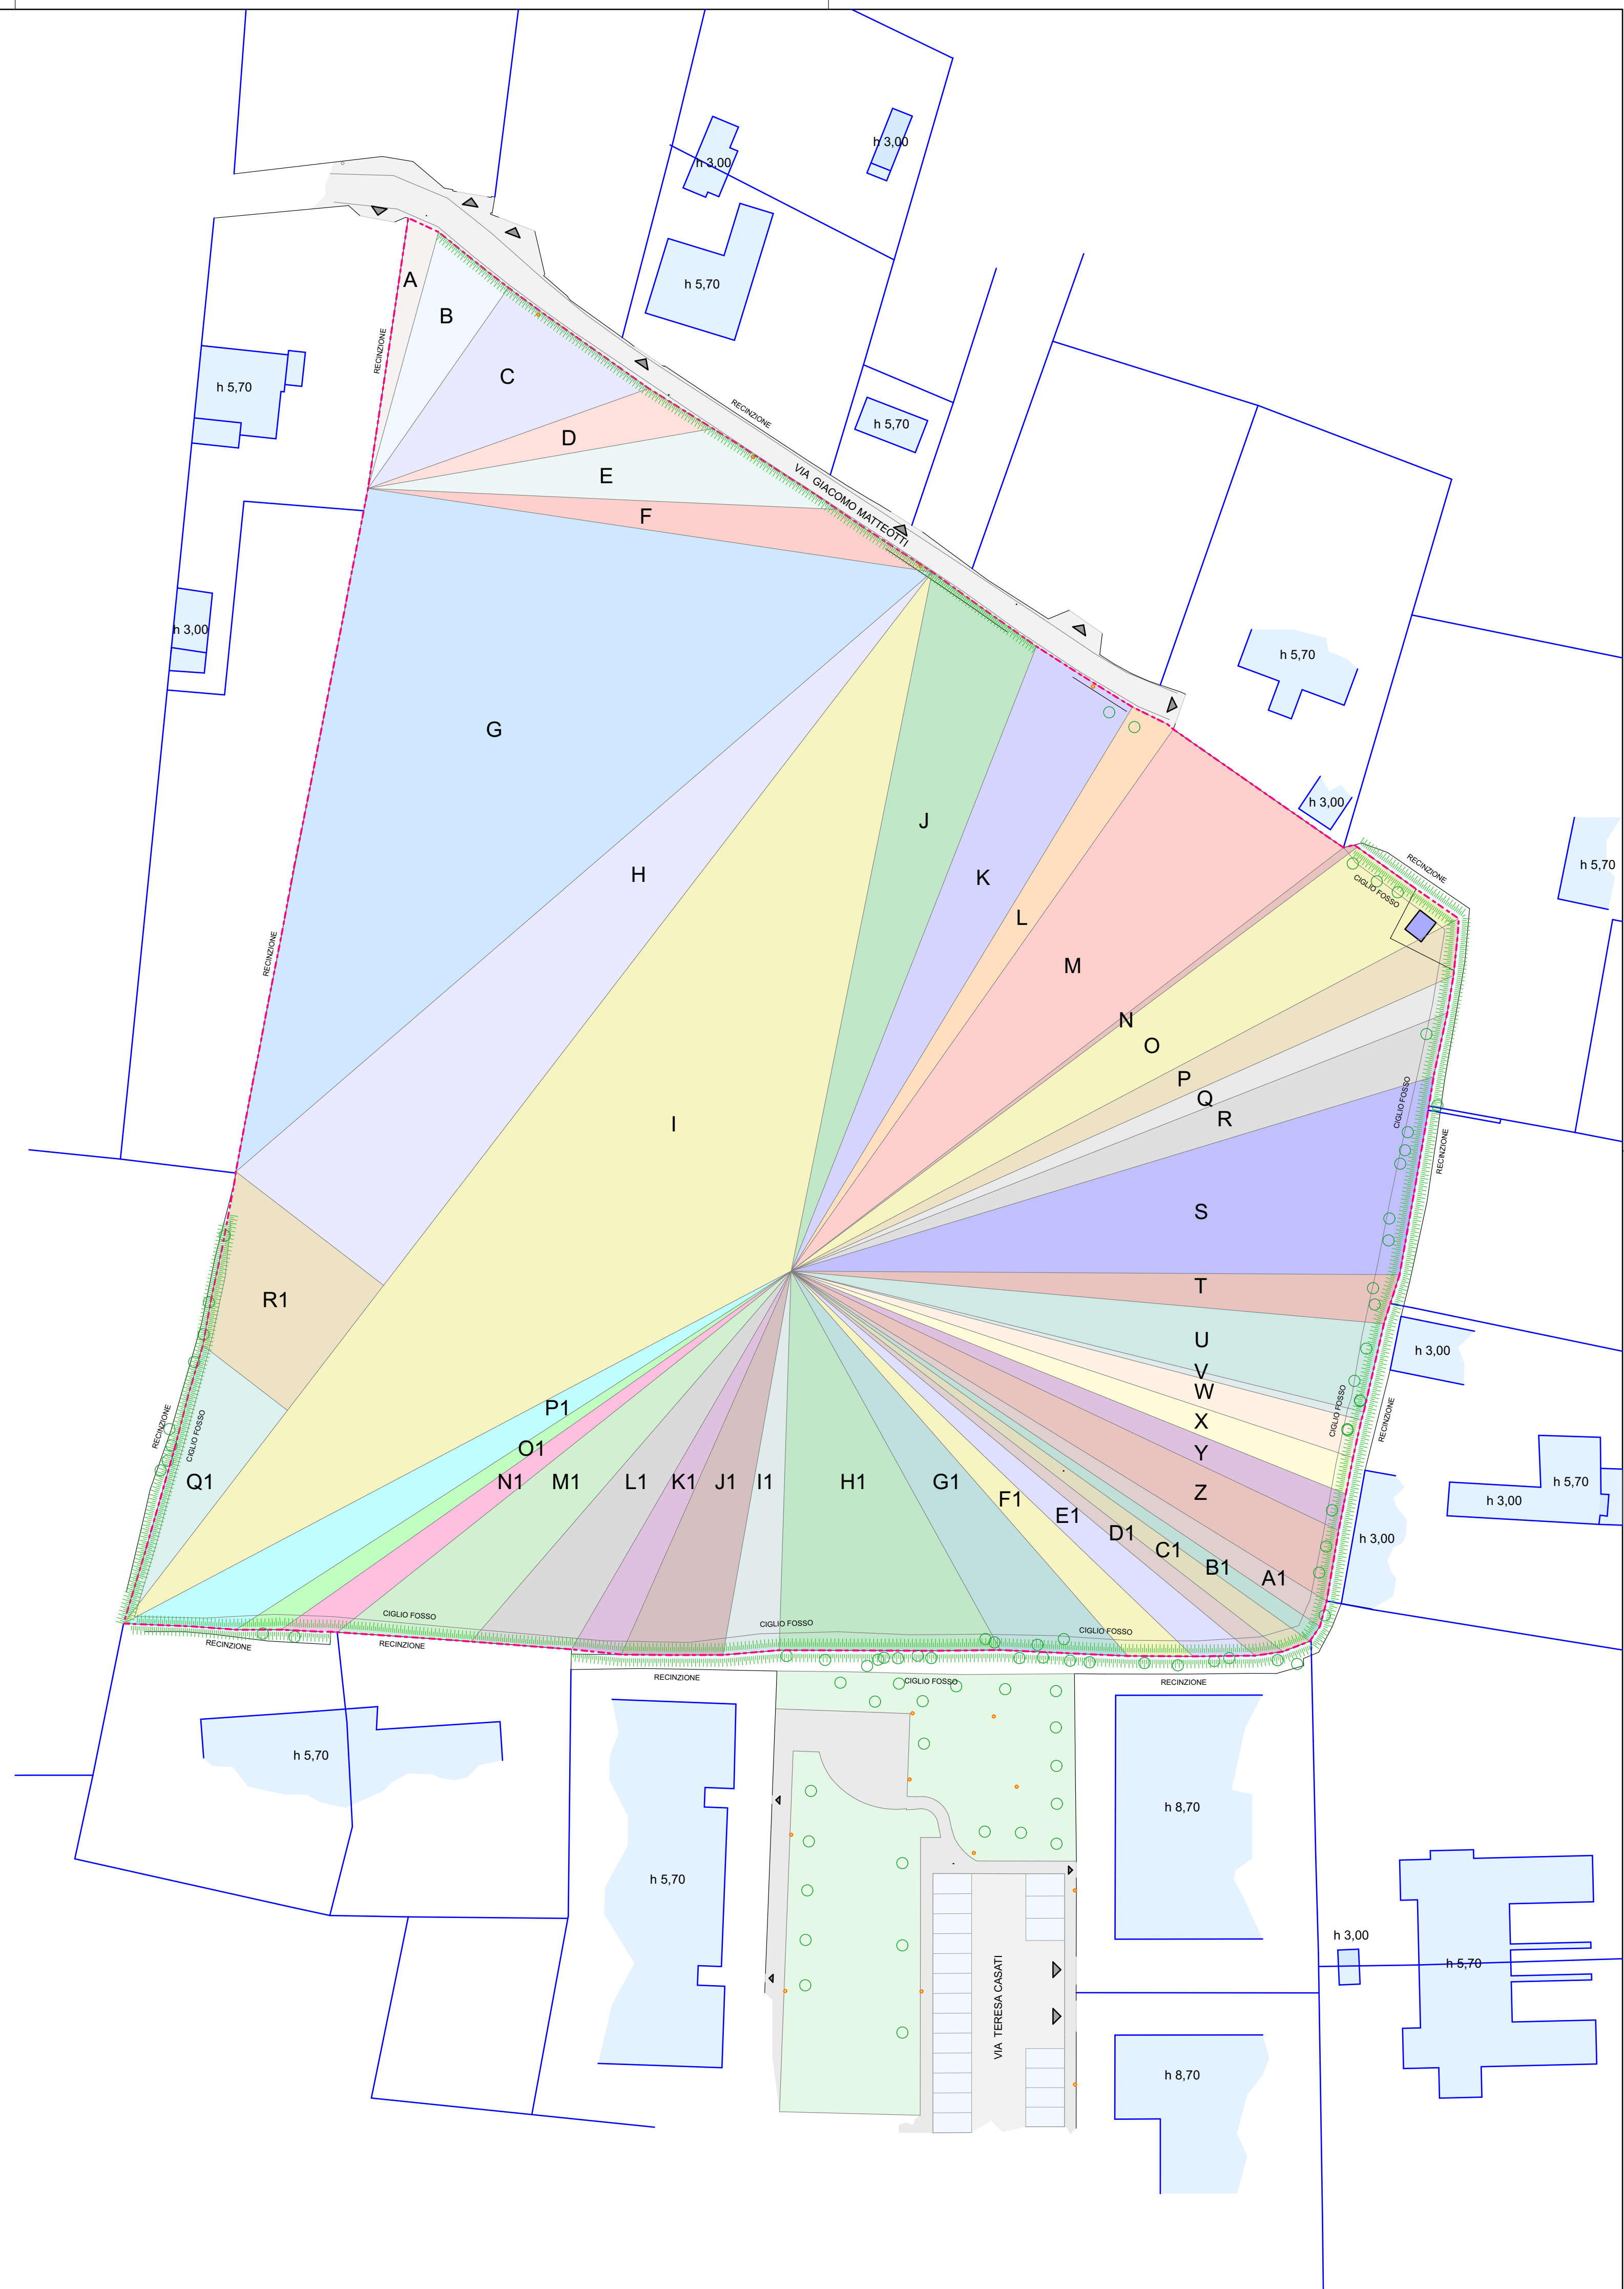 h 3,00
h 3,00
h 5,70
A
B
RECINZIONE
C
h 5,70
RECINZIONE
h 5,70
D
E
F
VIA GIACOMO MATTEOTTI
h 3,00
h 5,70
G
h 3,00
J
H
K
L
M
RECINZIONE
CIGLIO FOSSO
h 5,70
RECINZIONE
N
O
P
Q
R
I
CIGLIO FOSSO
RECINZIONE
S
T
R1
U
V
W
X
Y
Z
h 3,00
CIGLIO FOSSO
RECINZIONE
RECINZIONE
CIGLIO FOSSO
P1
O1
N1
M1
L1
K1
J1
I1
H1
G1
F1
E1
D1
C1
B1
A1
Q1
h 3,00
h 5,70
h 3,00
CIGLIO FOSSO
CIGLIO FOSSO
CIGLIO FOSSO
RECINZIONE
RECINZIONE
RECINZIONE
CIGLIO FOSSO
RECINZIONE
h 5,70
h 8,70
h 5,70
h 3,00
h 5,70
VIA TERESA CASATI
h 8,70